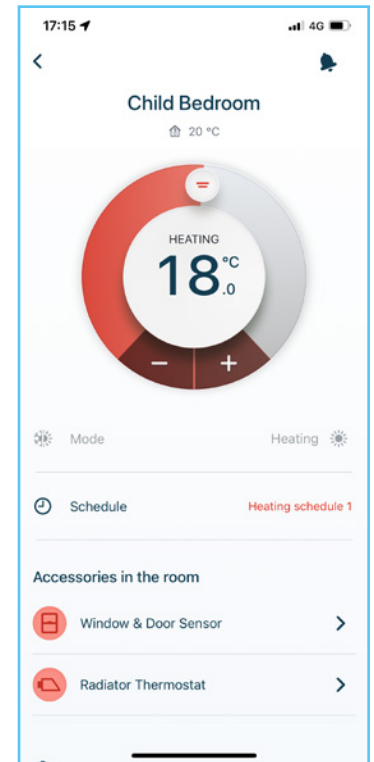 17:15 4G
Child Bedroom
20 °C
HEATING
18.0 °C
− +
Mode Heating
Schedule Heating schedule 1
Accessories in the room
Window & Door Sensor
Radiator Thermostat